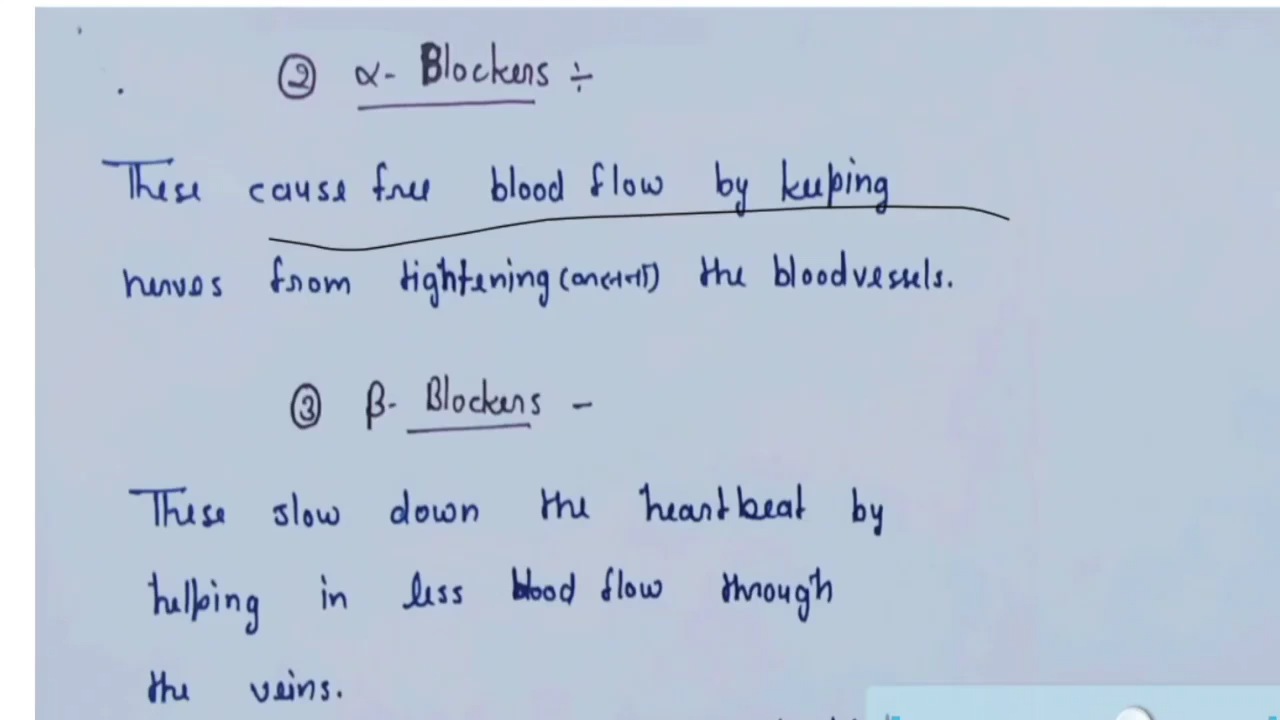 ② α- Blockers ÷
These cause free blood flow by keeping
nerves from tightening the bloodvessels.
③ β- Blockers -
These slow down the heartbeat by
helping in less blood flow through
the veins.